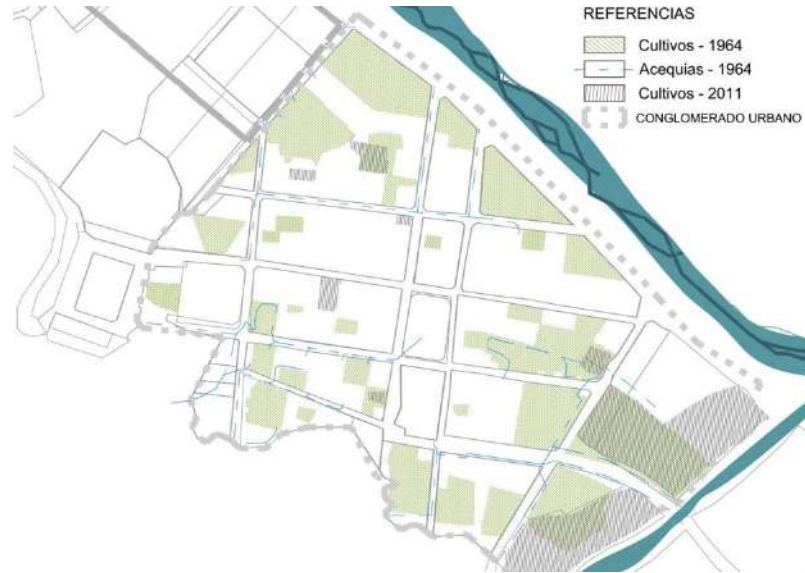 REFERENCIAS
Cultivos - 1964
Acequias - 1964
Cultivos - 2011
CONGLOMERADO URBANO